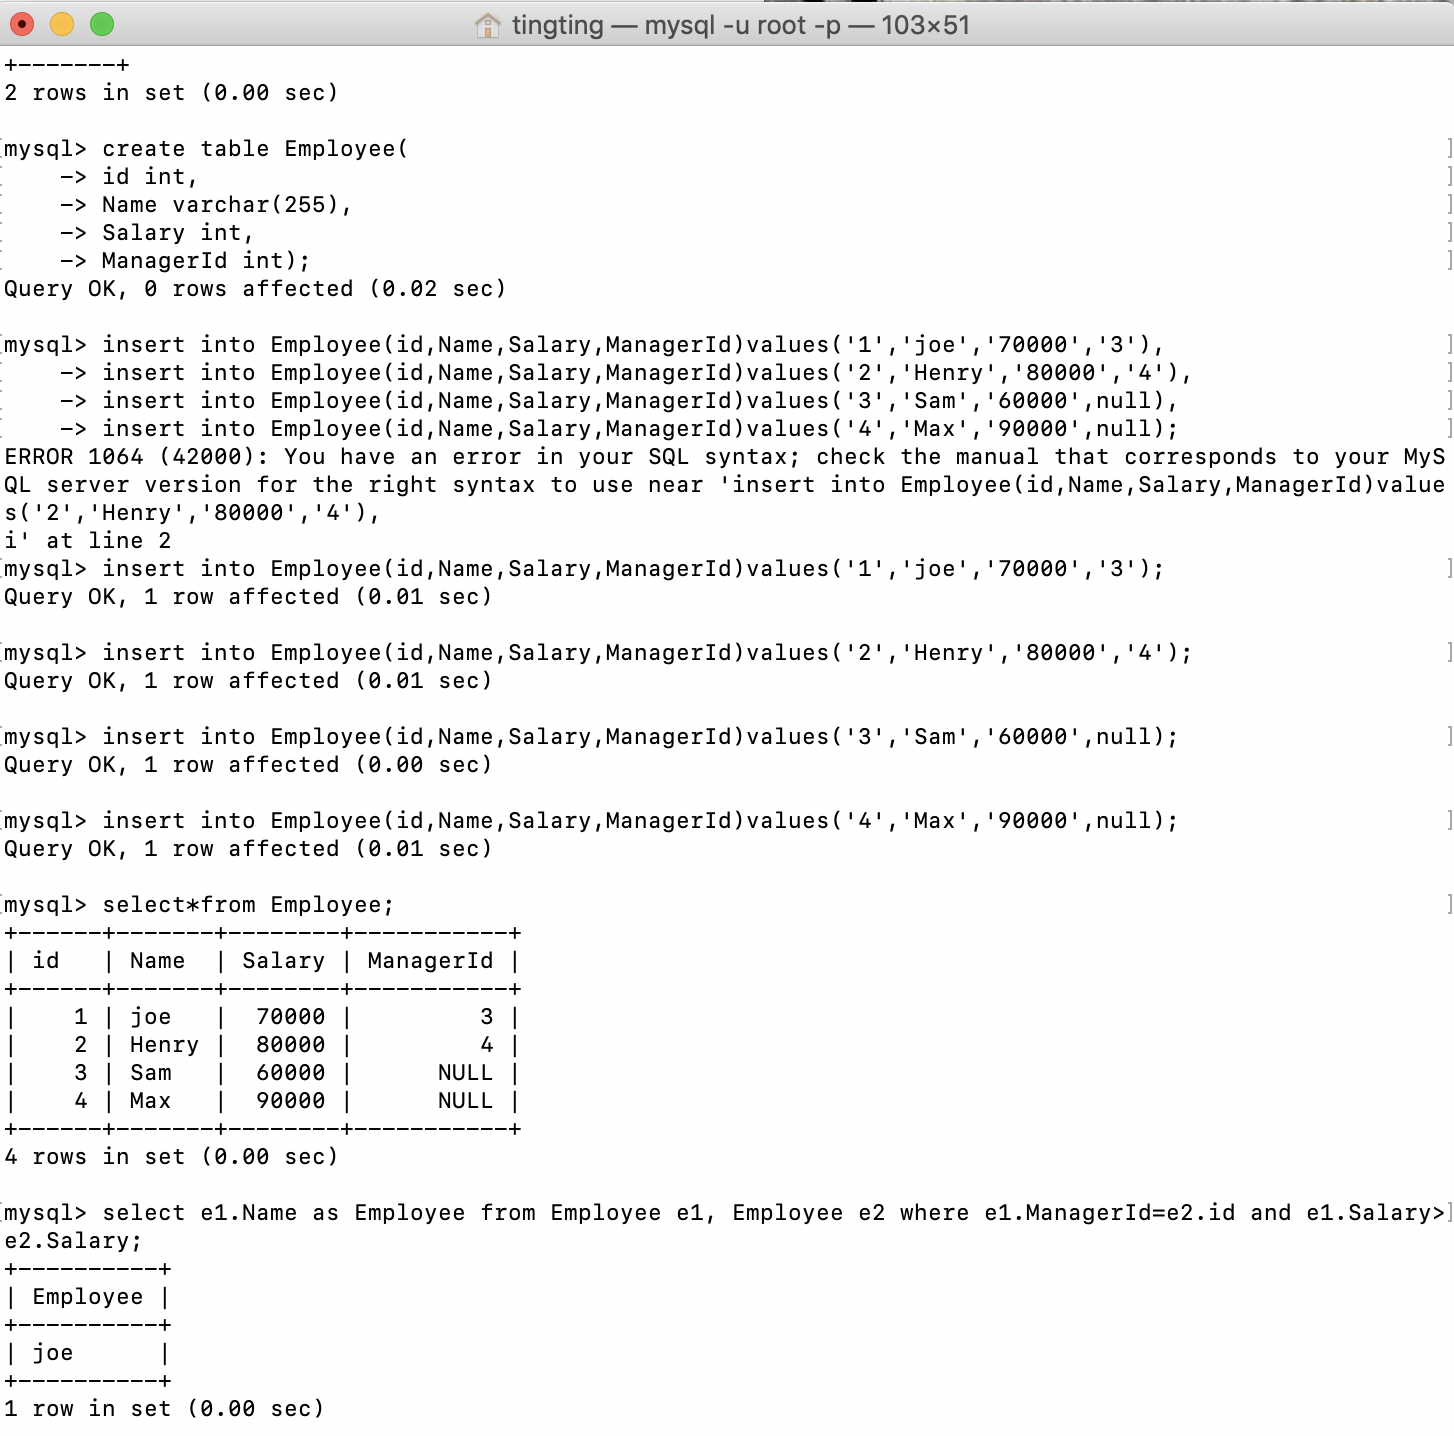 tingting — mysql -u root -p — 103×51
+-------+
2 rows in set (0.00 sec)
[mysql> create table Employee( ]
[    -> id int, ]
[    -> Name varchar(255), ]
[    -> Salary int, ]
[    -> ManagerId int); ]
Query OK, 0 rows affected (0.02 sec)
[mysql> insert into Employee(id,Name,Salary,ManagerId)values('1','joe','70000','3'), ]
[    -> insert into Employee(id,Name,Salary,ManagerId)values('2','Henry','80000','4'), ]
[    -> insert into Employee(id,Name,Salary,ManagerId)values('3','Sam','60000',null), ]
[    -> insert into Employee(id,Name,Salary,ManagerId)values('4','Max','90000',null); ]
ERROR 1064 (42000): You have an error in your SQL syntax; check the manual that corresponds to your MyS
QL server version for the right syntax to use near 'insert into Employee(id,Name,Salary,ManagerId)value
s('2','Henry','80000','4'),
i' at line 2
[mysql> insert into Employee(id,Name,Salary,ManagerId)values('1','joe','70000','3'); ]
Query OK, 1 row affected (0.01 sec)
[mysql> insert into Employee(id,Name,Salary,ManagerId)values('2','Henry','80000','4'); ]
Query OK, 1 row affected (0.01 sec)
[mysql> insert into Employee(id,Name,Salary,ManagerId)values('3','Sam','60000',null); ]
Query OK, 1 row affected (0.00 sec)
[mysql> insert into Employee(id,Name,Salary,ManagerId)values('4','Max','90000',null); ]
Query OK, 1 row affected (0.01 sec)
[mysql> select*from Employee; ]
+------+-------+--------+-----------+
| id   | Name  | Salary | ManagerId |
+------+-------+--------+-----------+
|    1 | joe   |  70000 |         3 |
|    2 | Henry |  80000 |         4 |
|    3 | Sam   |  60000 |      NULL |
|    4 | Max   |  90000 |      NULL |
+------+-------+--------+-----------+
4 rows in set (0.00 sec)
[mysql> select e1.Name as Employee from Employee e1, Employee e2 where e1.ManagerId=e2.id and e1.Salary>]
e2.Salary;
+----------+
| Employee |
+----------+
| joe      |
+----------+
1 row in set (0.00 sec)